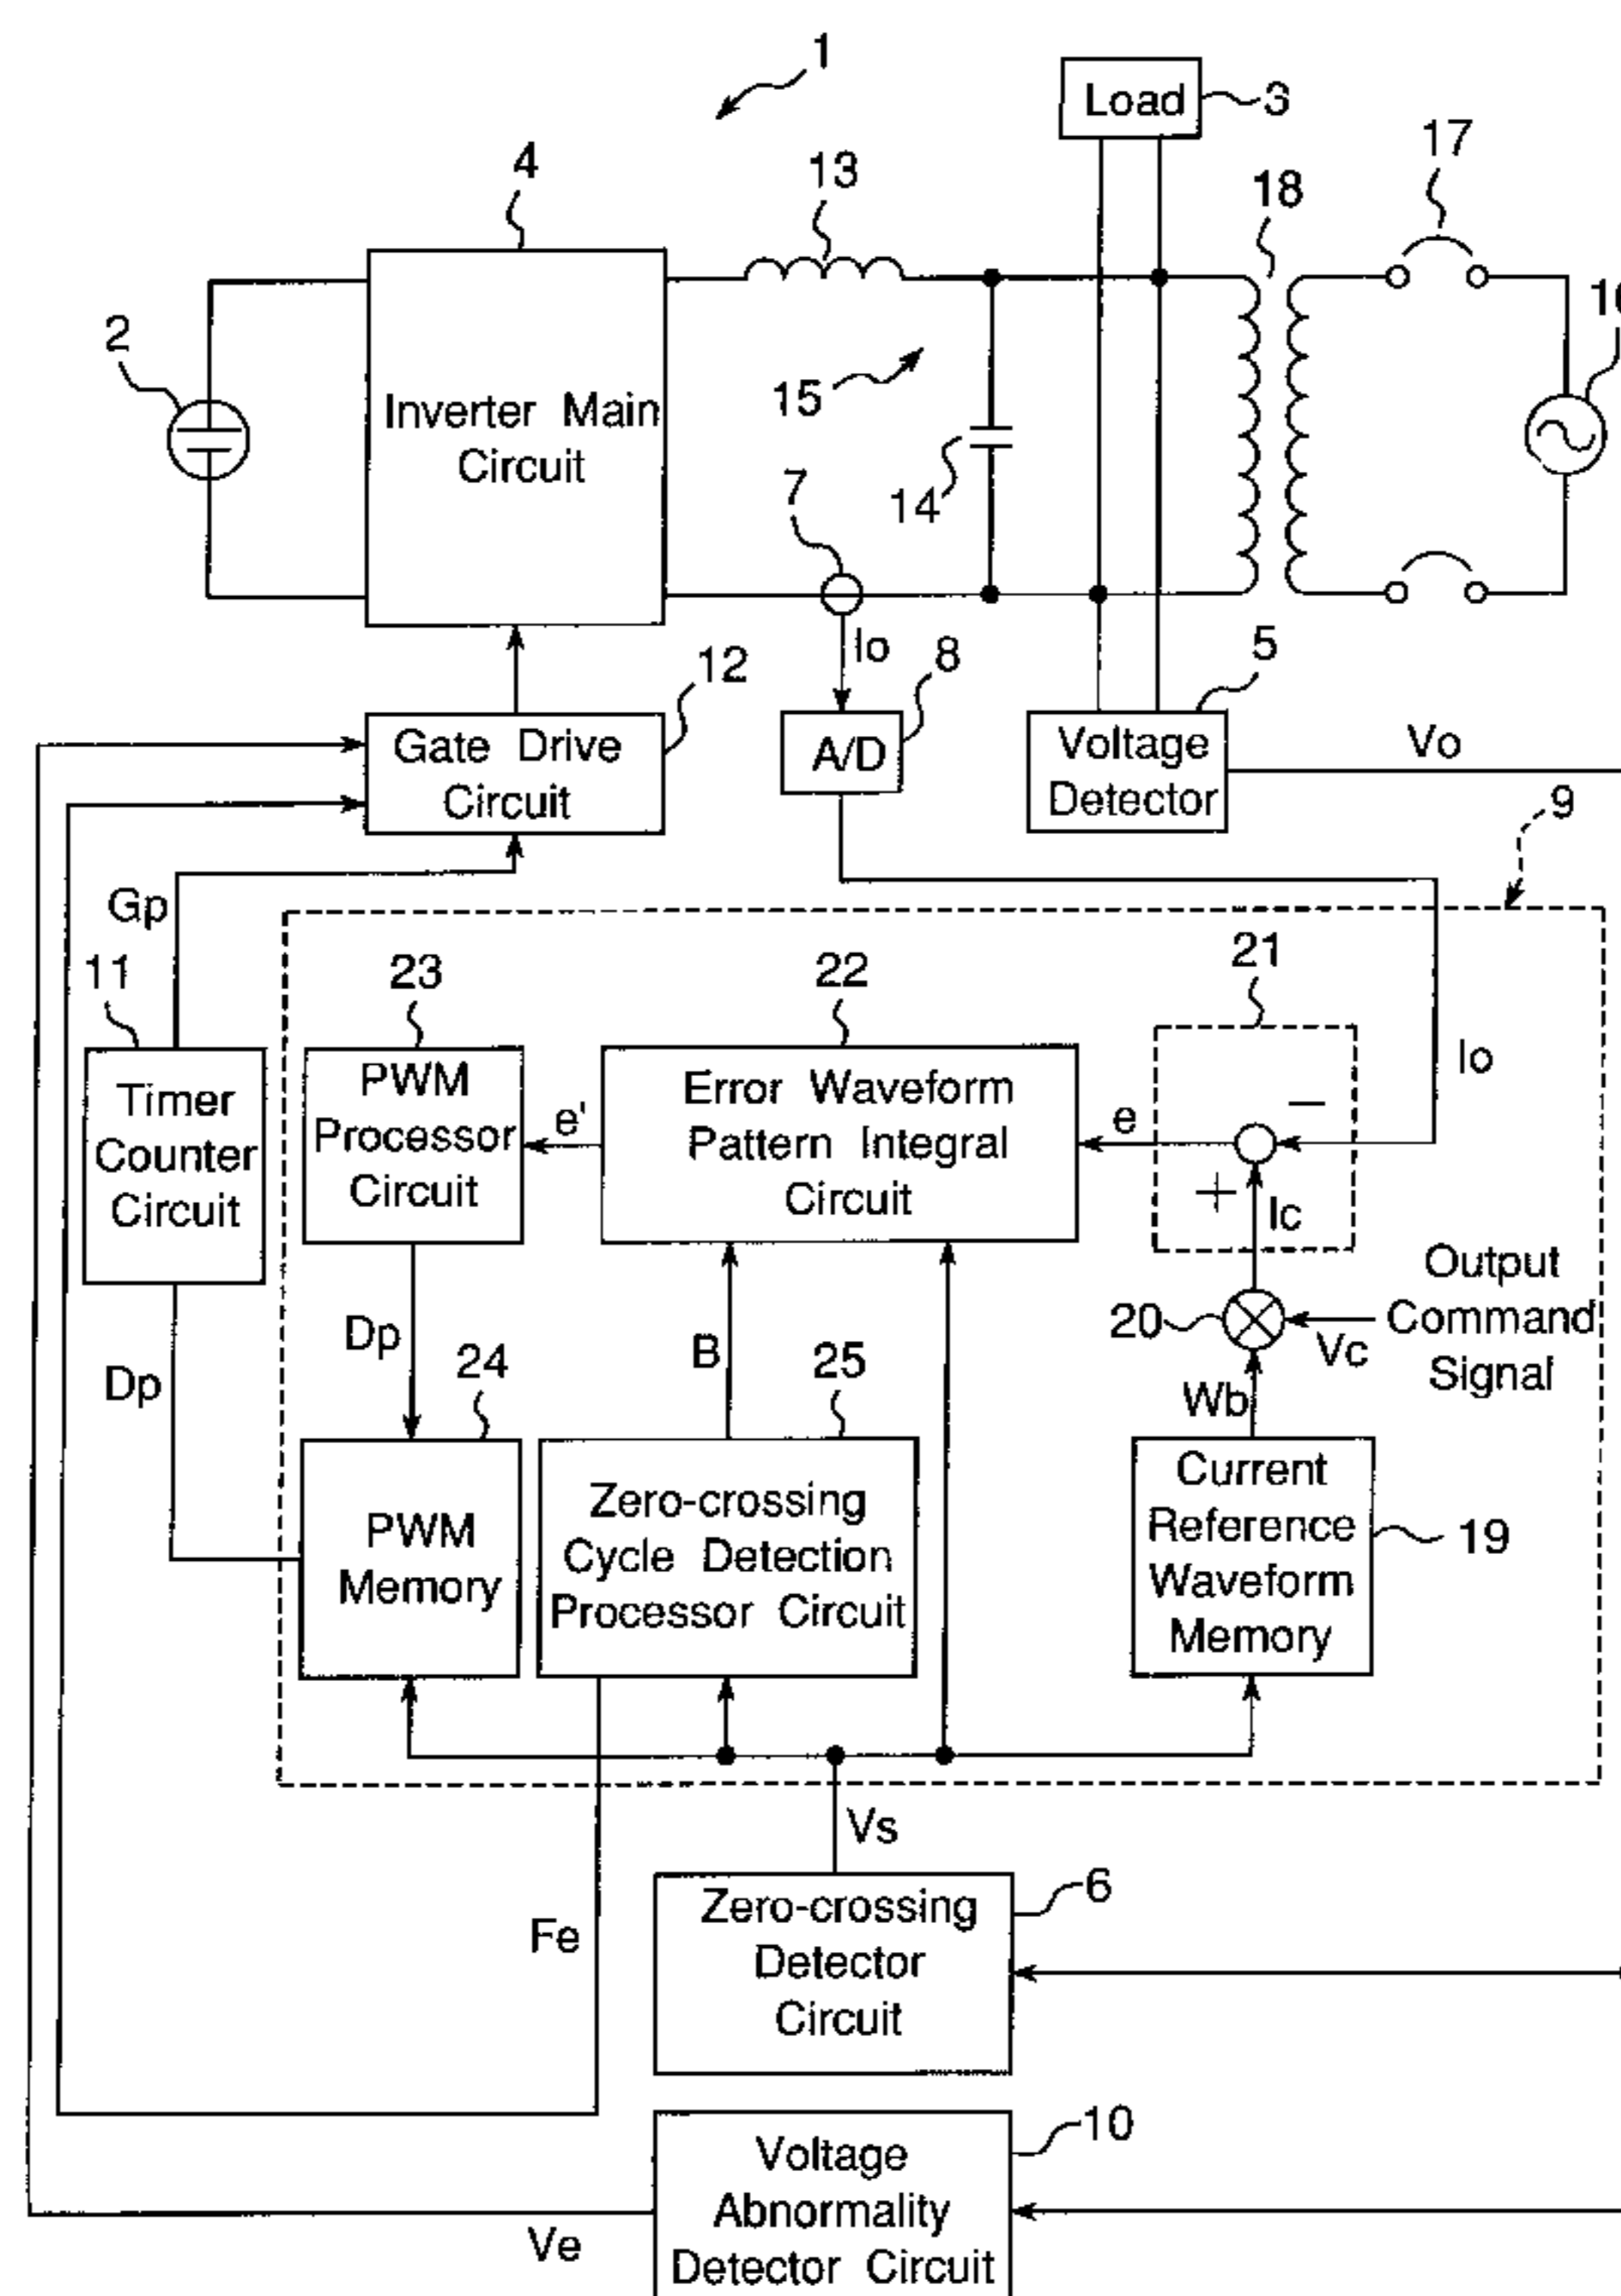 1
Load
3
17
4
13
18
2
16
15
Inverter Main
Circuit
7
14
Io
8
5
12
Gate Drive
Circuit
A/D
Voltage
Detector
Vo
9
Gp
11
23
22
21
Io
Timer
Counter
Circuit
PWM
Processor
Circuit
e'
Error Waveform
Pattern Integral
Circuit
e
−
+
Ic
Output
Command
Signal
20
Vc
Dp
Dp
24
B
25
Wb
PWM
Memory
Zero-crossing
Cycle Detection
Processor Circuit
Current
Reference
Waveform
Memory
19
Vs
Fe
Zero-crossing
Detector
Circuit
6
10
Voltage
Abnormality
Detector Circuit
Ve